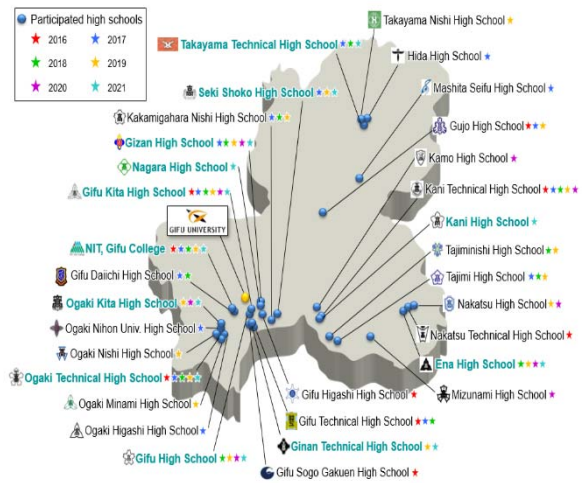 Participated high schools
★2016 ★2017
★2018 ★2019
★2020 ★2021
Takayama Nishi High School★
Takayama Technical High School★★★
Hida High School★
Seki Shoko High School★★★
Mashita Seifu High School★
Kakamigahara Nishi High School★★★
Gujo High School★★★
Gizan High School★★★★★
Kamo High School★
Nagara High School★
Kani Technical High School★★★★★
Gifu Kita High School★★★★★★
GIFU UNIVERSITY
Kani High School★
NIT, Gifu College★★★★★
Tajiminishi High School★★
Gifu Daiichi High School★★
Tajimi High School★★★
Ogaki Kita High School★★★
Nakatsu High School★★
Ogaki Nihon Univ. High School★
Nakatsu Technical High School★
Ogaki Nishi High School★
Ena High School★★★★
Ogaki Technical High School★★★★★
Gifu Higashi High School★
Mizunami High School★
Ogaki Minami High School★
Gifu Technical High School★★★
Ogaki Higashi High School★
Ginan Technical High School★★
Gifu High School★★★★
Gifu Sogo Gakuen High School★